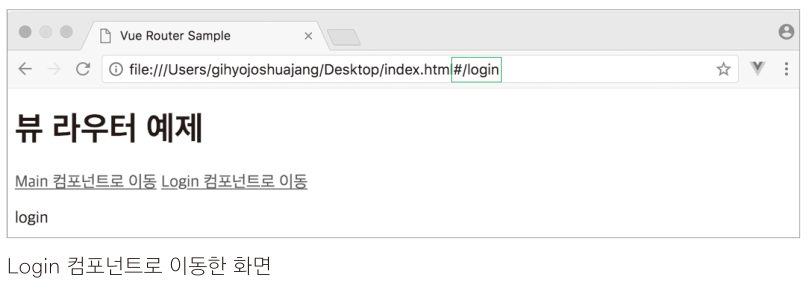 Vue Router Sample
file:///Users/gihyojoshuajang/Desktop/index.html#/login
뷰 라우터 예제
Main 컴포넌트로 이동 Login 컴포넌트로 이동
login
Login 컴포넌트로 이동한 화면